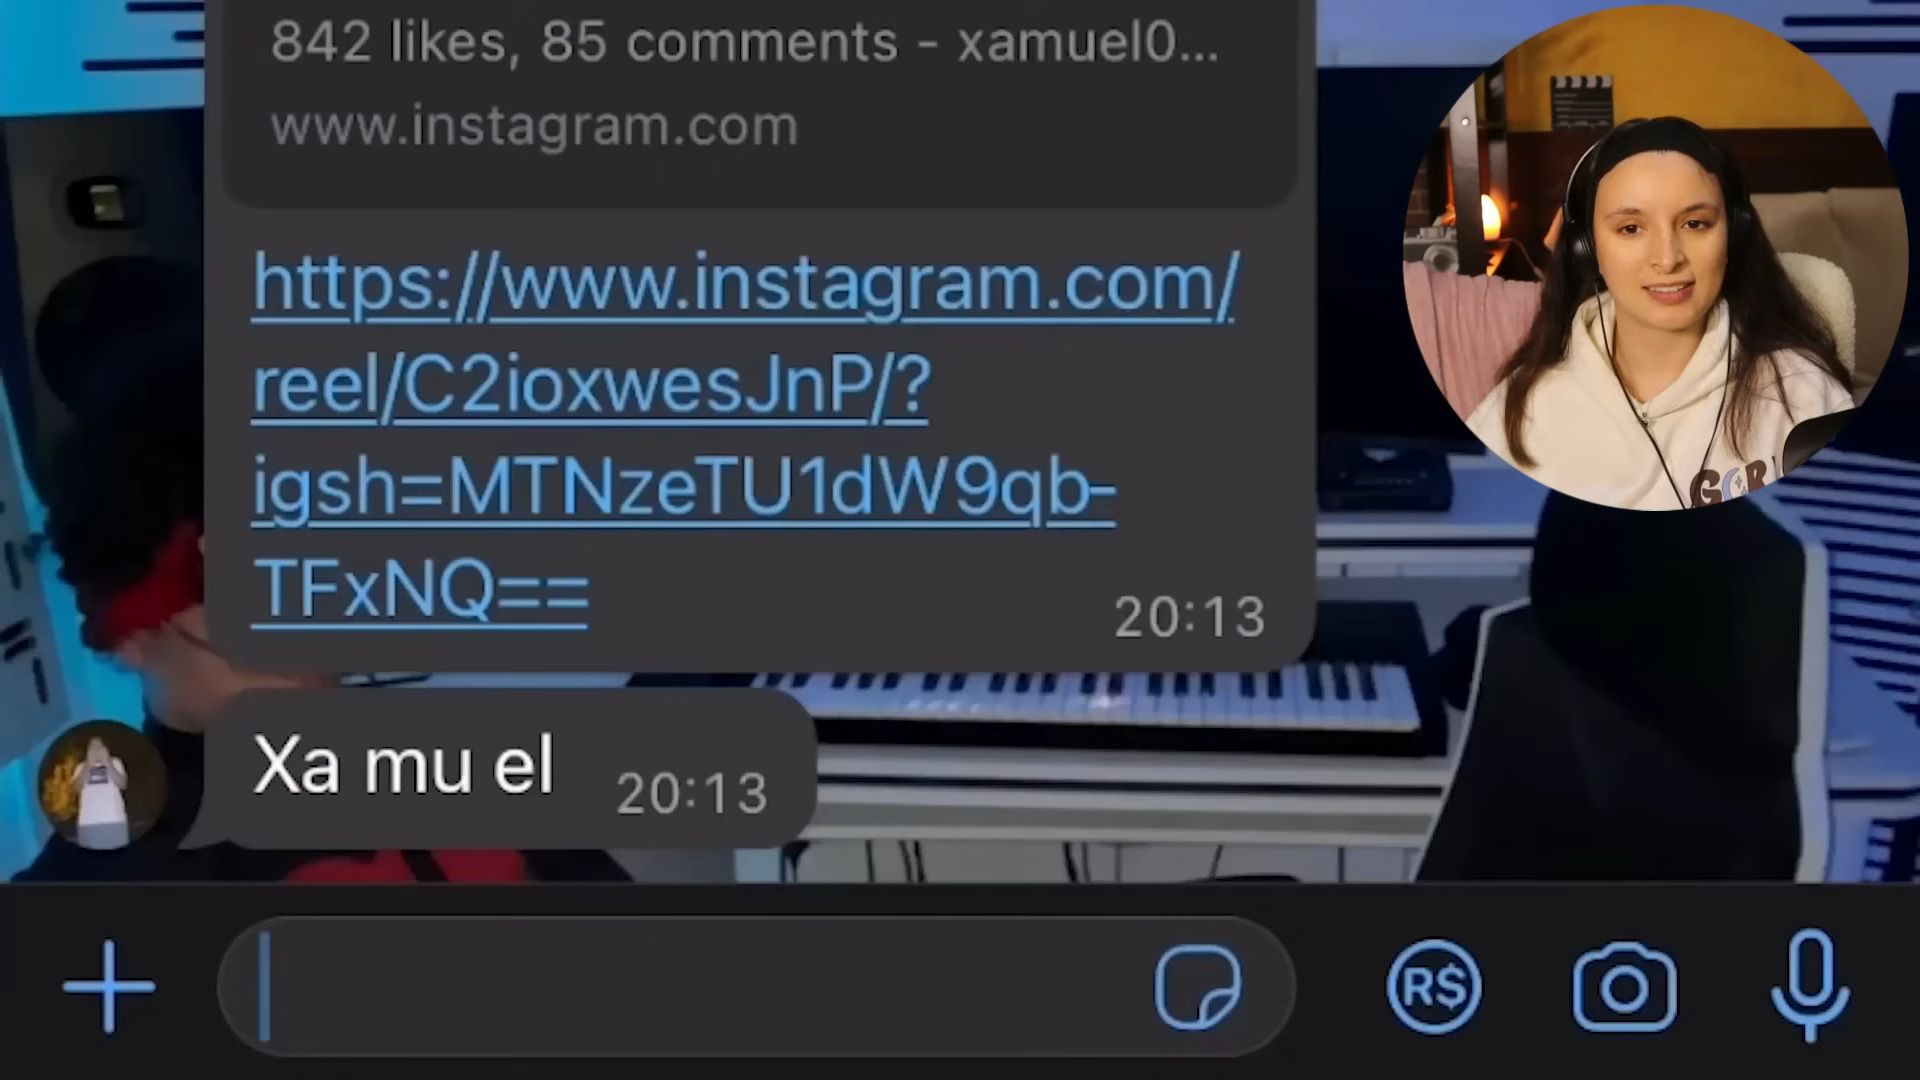 842 likes, 85 comments - xamuel0...
www.instagram.com
https://www.instagram.com/
reel/C2ioxwesJnP/?
igsh=MTNzeTU1dW9qb-
TFxNQ==
20:13
Xa mu el 20:13
R$